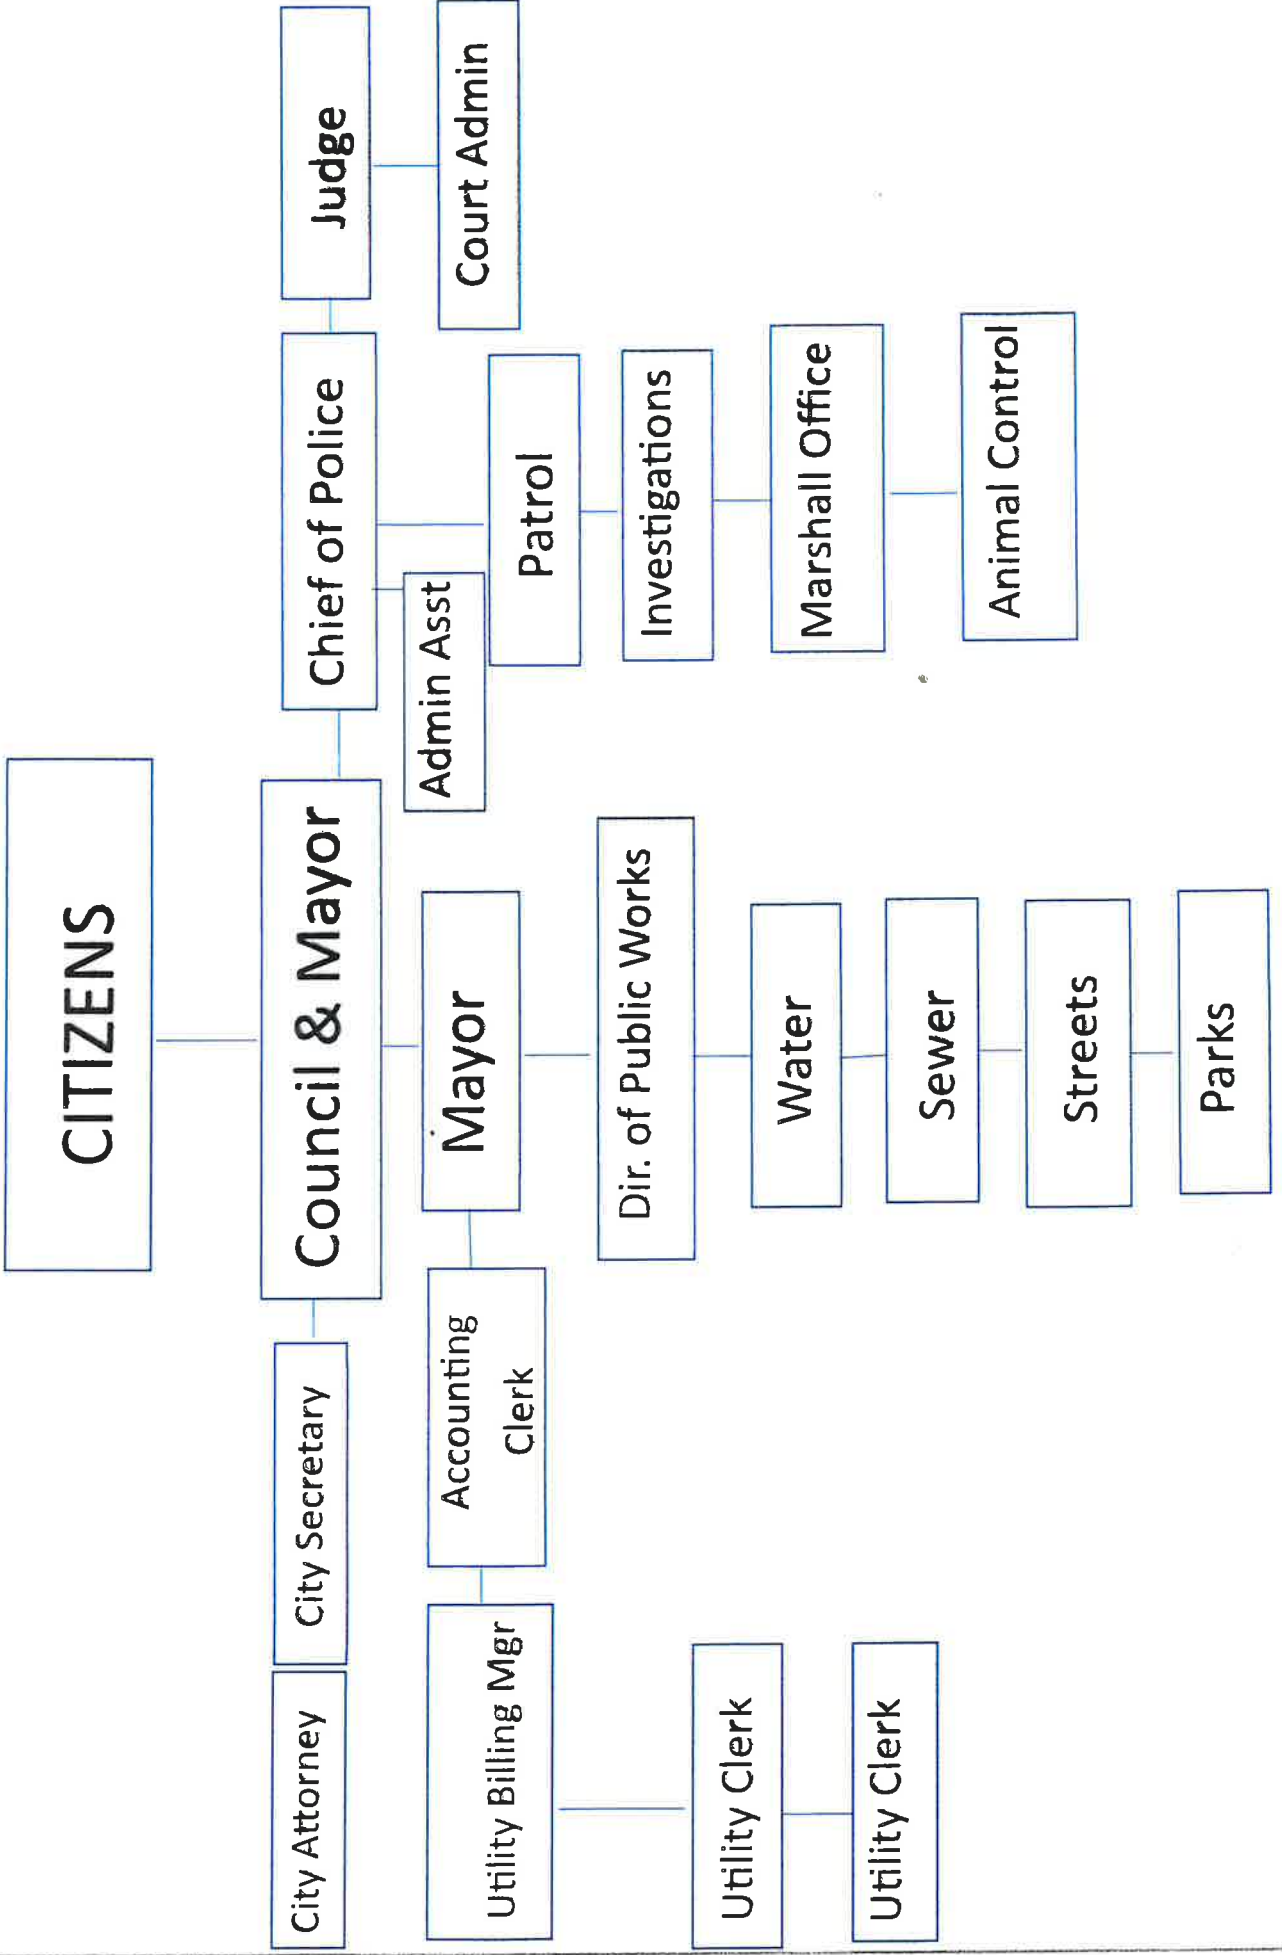 CITIZENS
City Attorney
City Secretary
Council & Mayor
Chief of Police
Judge
Utility Billing Mgr
Accounting
Clerk
Mayor
Admin Asst
Court Admin
Patrol
Dir. of Public Works
Investigations
Utility Clerk
Water
Marshall Office
Utility Clerk
Sewer
Animal Control
Streets
Parks